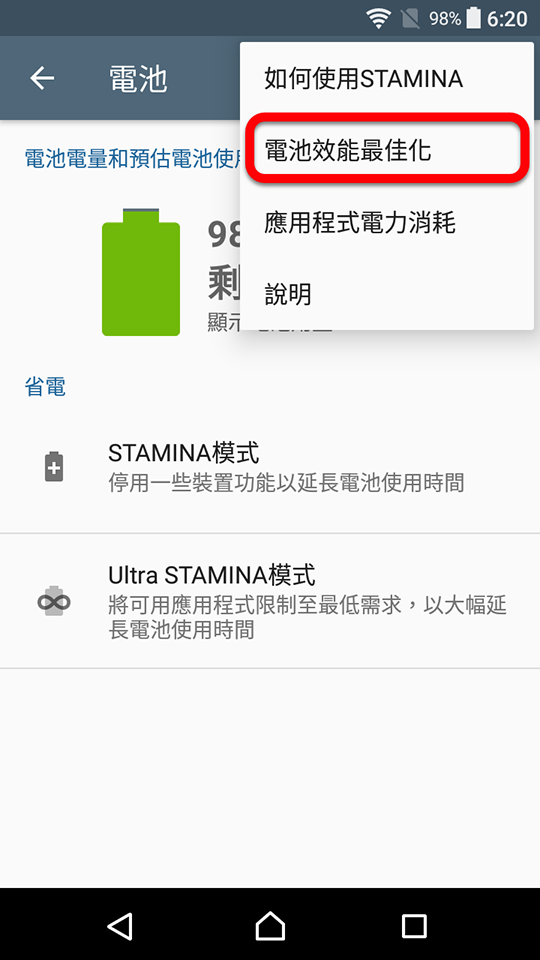 98% 6:20
電池
如何使用STAMINA
電池效能最佳化
應用程式電力消耗
說明
電池電量和預估電池使
98
剩
顯示
省電
STAMINA模式
停用一些裝置功能以延長電池使用時間
Ultra STAMINA模式
將可用應用程式限制至最低需求，以大幅延
長電池使用時間